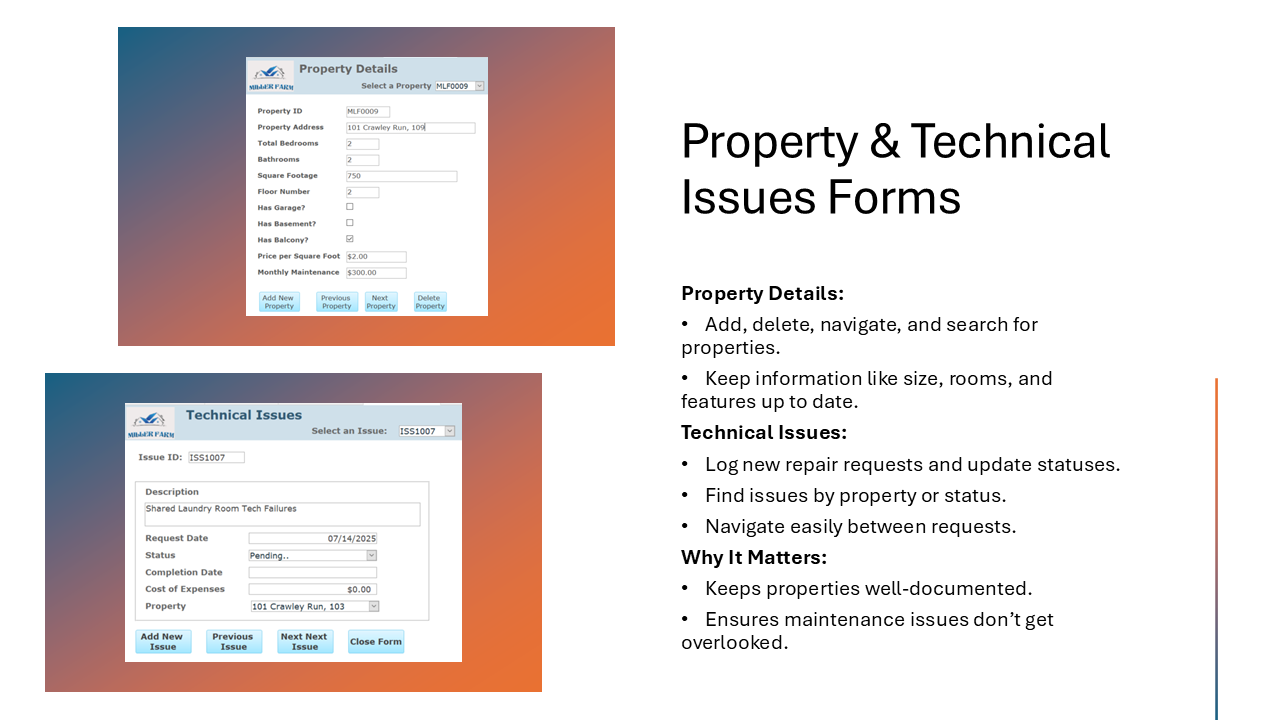 MILLER FARM
Property Details
Select a Property MLF0009
Property ID MLF0009
Property Address 101 Crawley Run, 109
Total Bedrooms 2
Bathrooms 2
Square Footage 750
Floor Number 2
Has Garage?
Has Basement?
Has Balcony?
Price per Square Foot $2.00
Monthly Maintenance $300.00
Add New Property
Previous Property
Next Property
Delete Property
MILLER FARM
Technical Issues
Select an Issue: ISS1007
Issue ID: ISS1007
Description
Shared Laundry Room Tech Failures
Request Date 07/14/2025
Status Pending..
Completion Date
Cost of Expenses $0.00
Property 101 Crawley Run, 103
Add New Issue
Previous Issue
Next Next Issue
Close Form
Property & Technical
Issues Forms
Property Details:
• Add, delete, navigate, and search for
properties.
• Keep information like size, rooms, and
features up to date.
Technical Issues:
• Log new repair requests and update statuses.
• Find issues by property or status.
• Navigate easily between requests.
Why It Matters:
• Keeps properties well-documented.
• Ensures maintenance issues don’t get
overlooked.